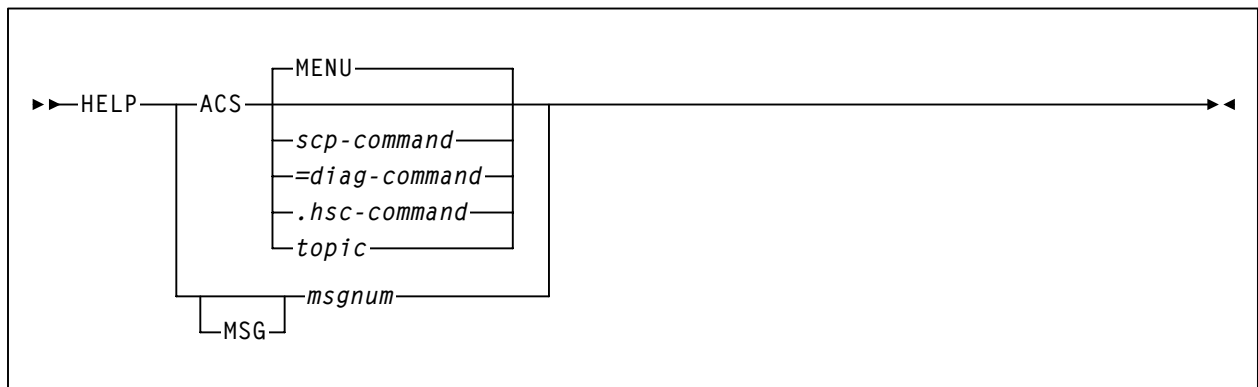 MENU
HELP ACS
scp-command
=diag-command
.hsc-command
topic
msgnum
MSG